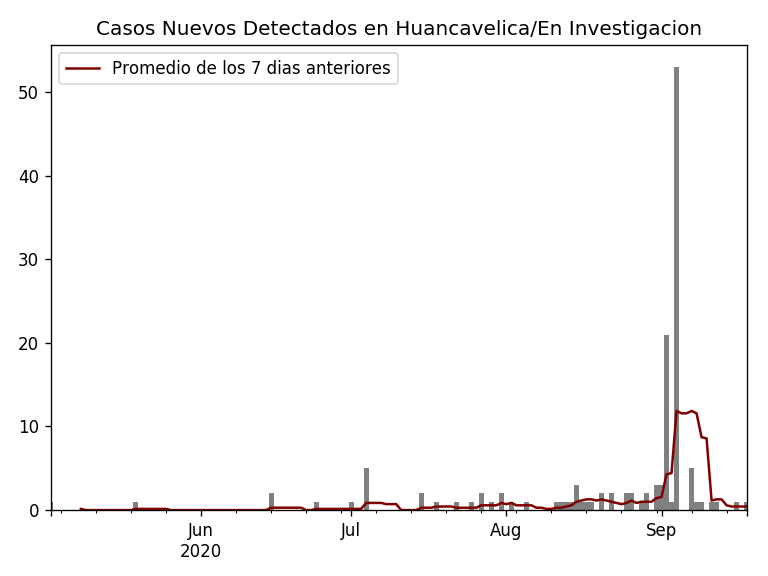 Casos Nuevos Detectados en Huancavelica/En Investigacion
Promedio de los 7 dias anteriores
50
40
30
20
10
0
Jun Jul Aug Sep
2020